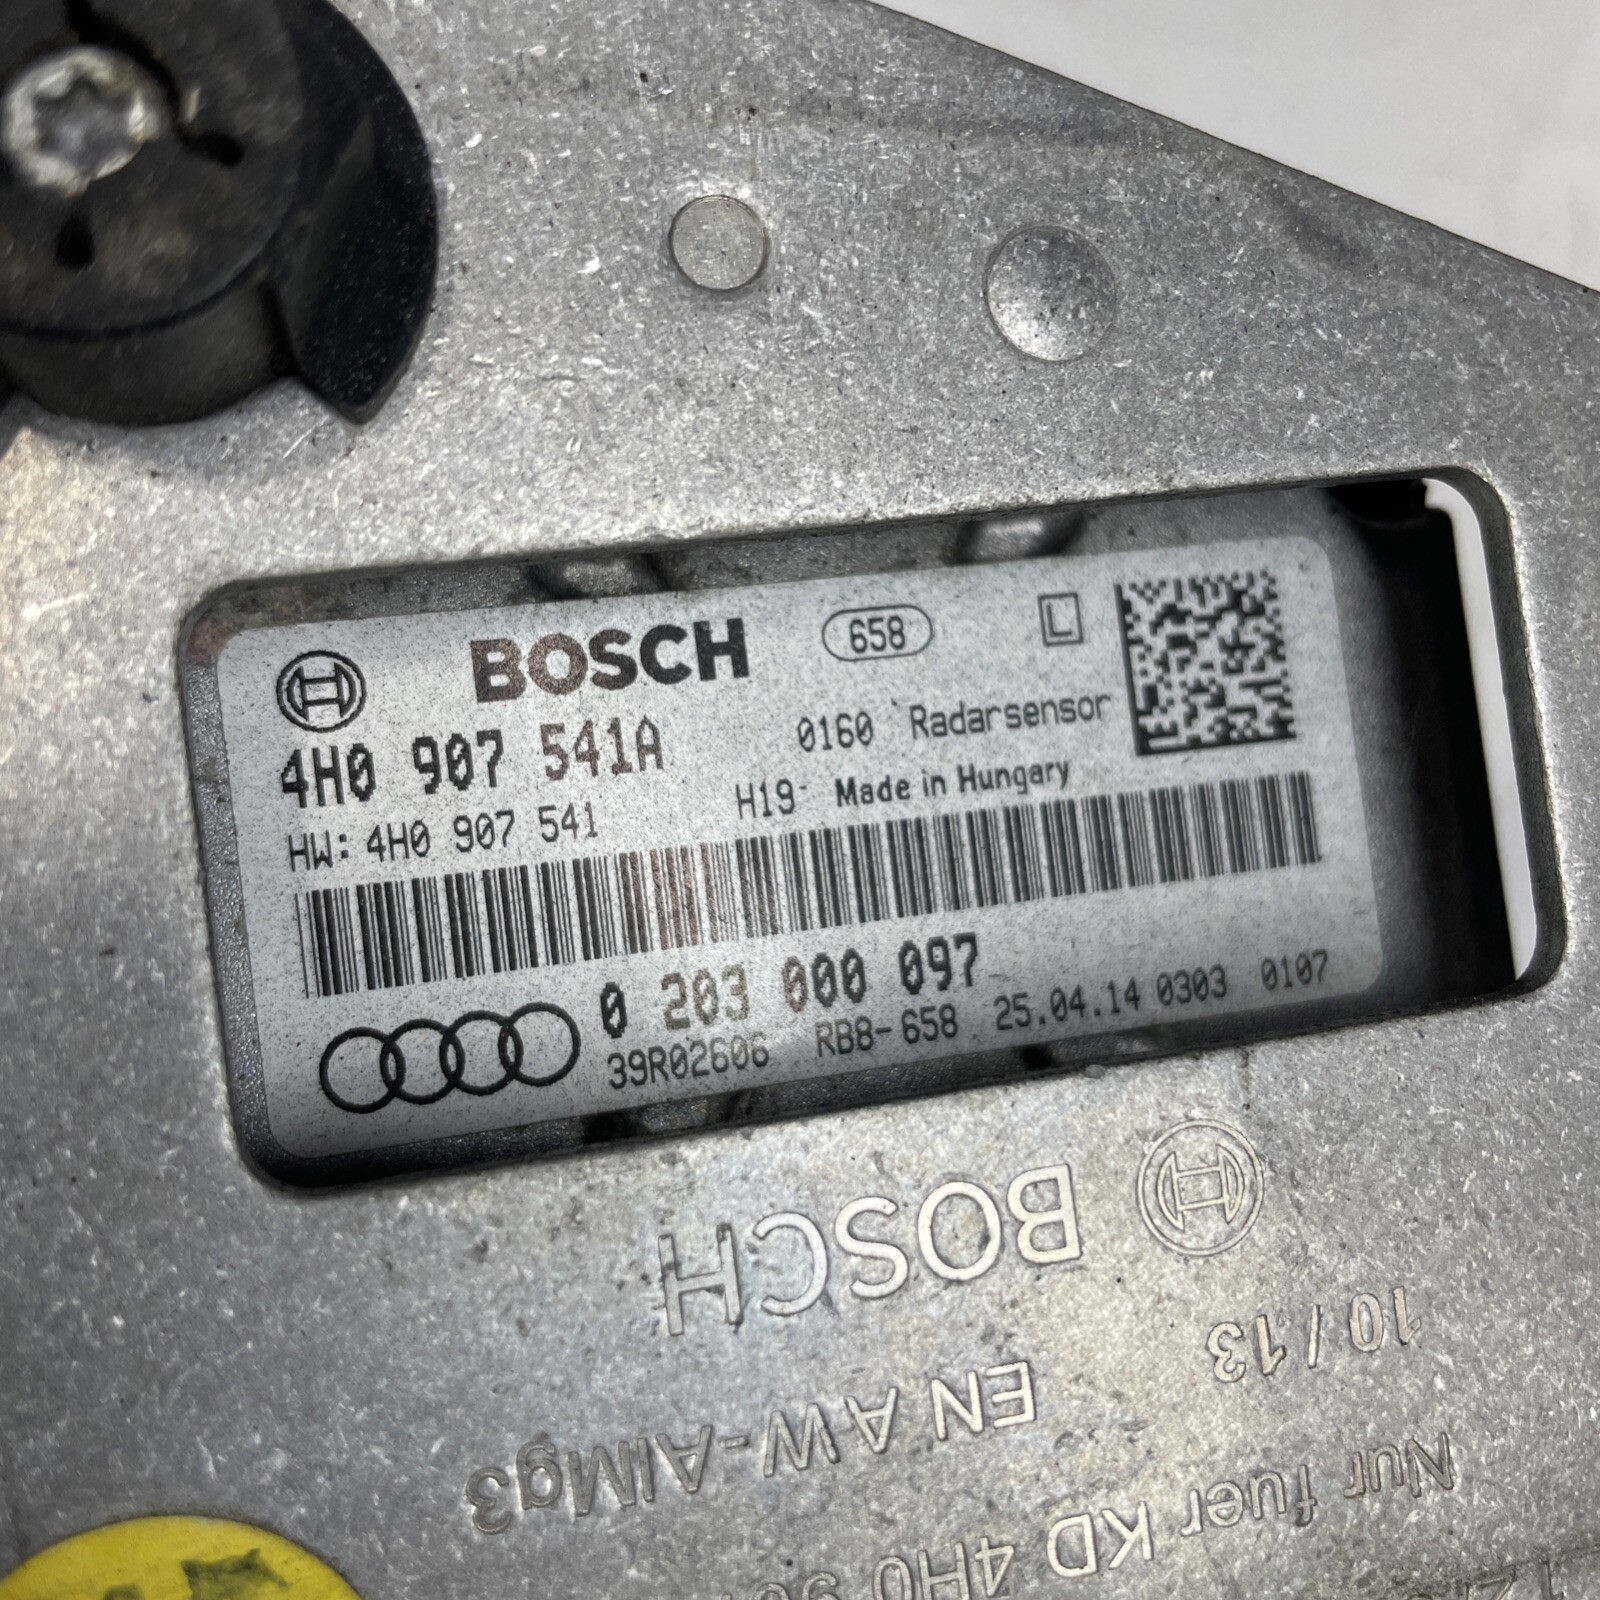 BOSCH 658 L
4H0 907 541A 0160 Radarsensor
HW: 4H0 907 541 H19 Made in Hungary
0 203 000 097
39R02606 RB8-658 25.04.14 0303 0107
BOSCH
10/13
EN AW-AlMg3
Nur fuer KD 4H0